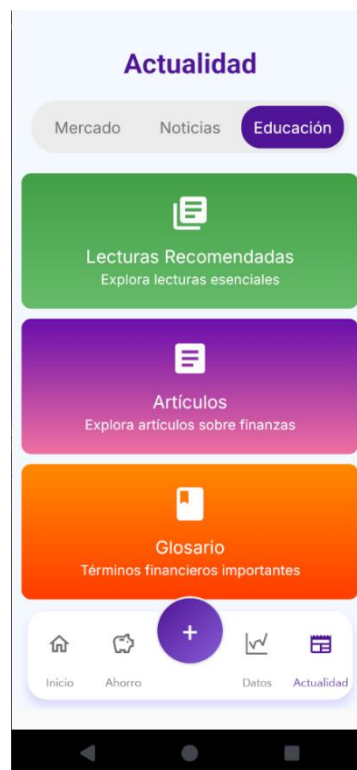 Actualidad
Mercado Noticias Educación
Lecturas Recomendadas
Explora lecturas esenciales
Artículos
Explora artículos sobre finanzas
Glosario
Términos financieros importantes
+
Inicio Ahorro Datos Actualidad